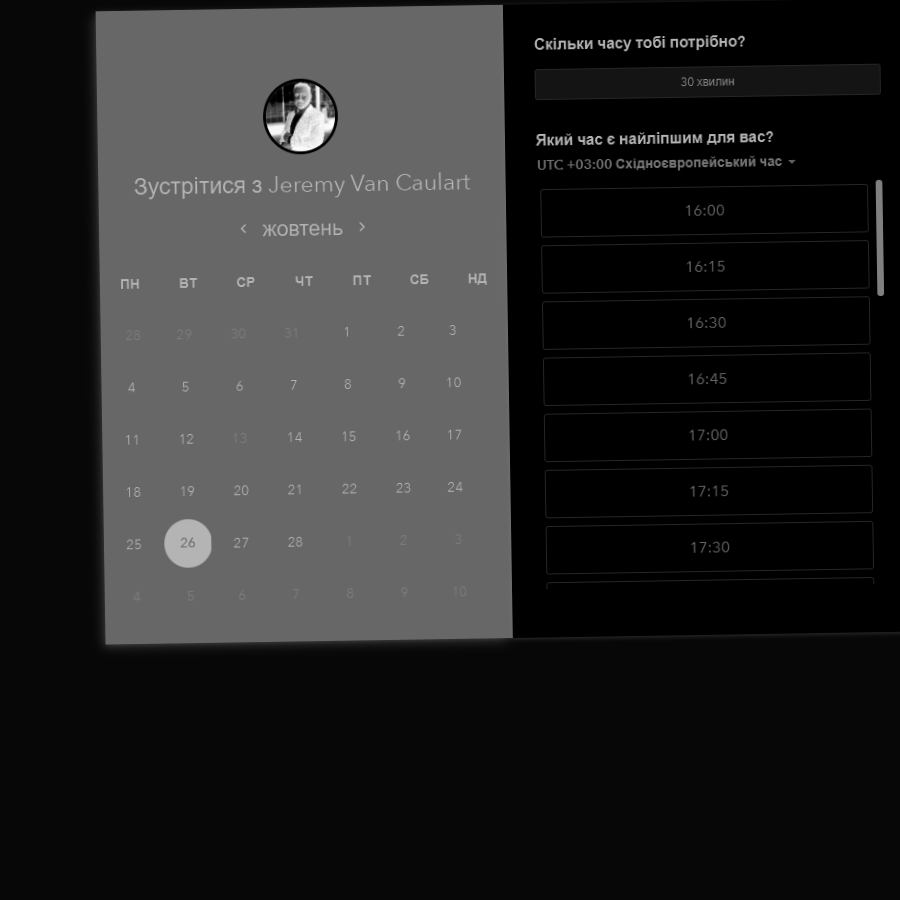 Зустрітися з Jeremy Van Caulart
жовтень
ПН ВТ СР ЧТ ПТ СБ НД
28 29 30 31 1 2 3
4 5 6 7 8 9 10
11 12 13 14 15 16 17
18 19 20 21 22 23 24
25 26 27 28 1 2 3
4 5 6 7 8 9 10
Скільки часу тобі потрібно?
30 хвилин
Який час є найліпшим для вас?
UTC +03:00 Східноєвропейський час
16:00
16:15
16:30
16:45
17:00
17:15
17:30